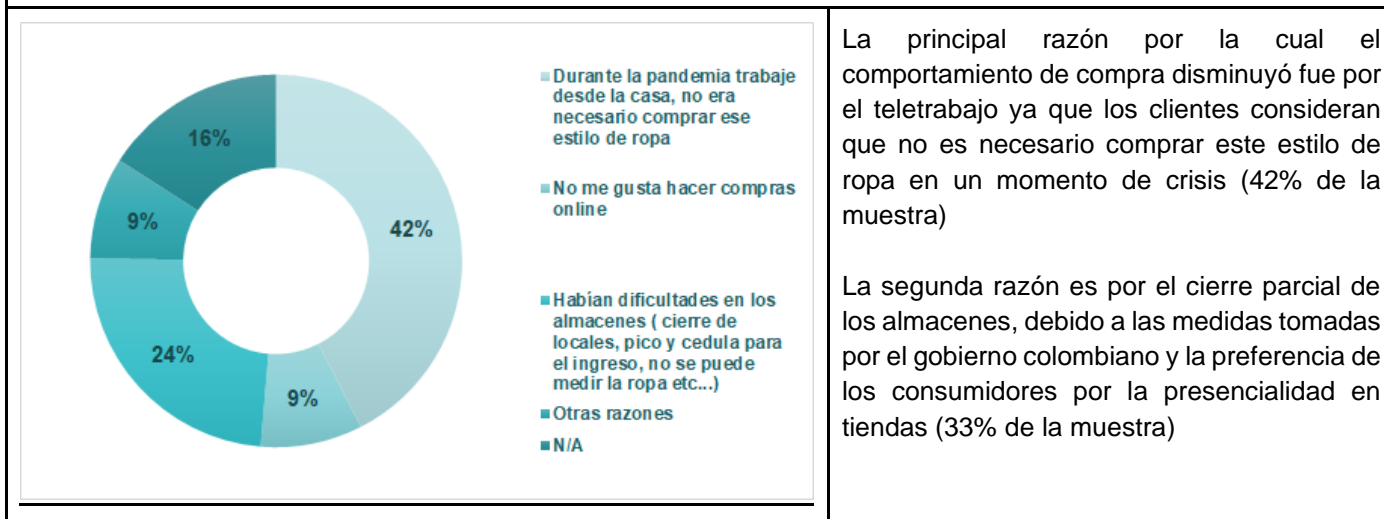 42%
9%
24%
9%
16%
Durante la pandemia trabaje
desde la casa, no era
necesario comprar ese
estilo de ropa
No me gusta hacer compras
online
Habían dificultades en los
almacenes ( cierre de
locales, pico y cedula para
el ingreso, no se puede
medir la ropa etc...)
Otras razones
N/A
La principal razón por la cual el
comportamiento de compra disminuyó fue por
el teletrabajo ya que los clientes consideran
que no es necesario comprar este estilo de
ropa en un momento de crisis (42% de la
muestra)
La segunda razón es por el cierre parcial de
los almacenes, debido a las medidas tomadas
por el gobierno colombiano y la preferencia de
los consumidores por la presencialidad en
tiendas (33% de la muestra)